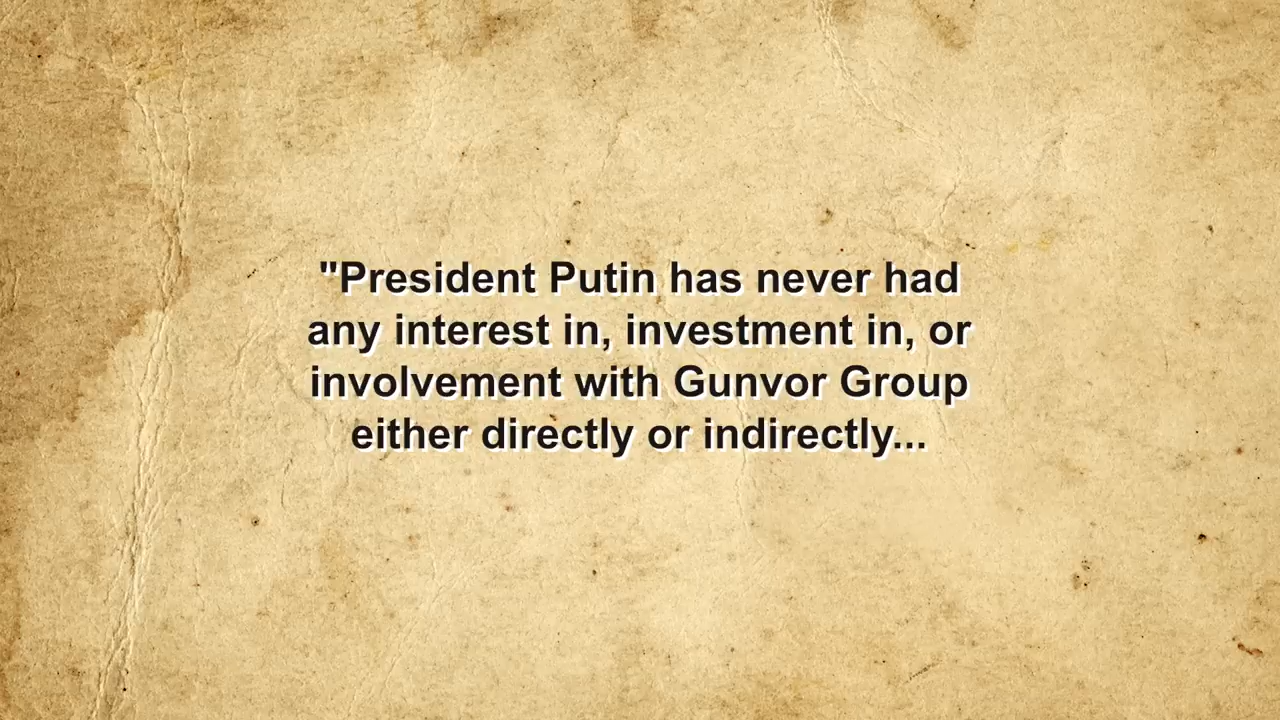 "President Putin has never had
any interest in, investment in, or
involvement with Gunvor Group
either directly or indirectly...